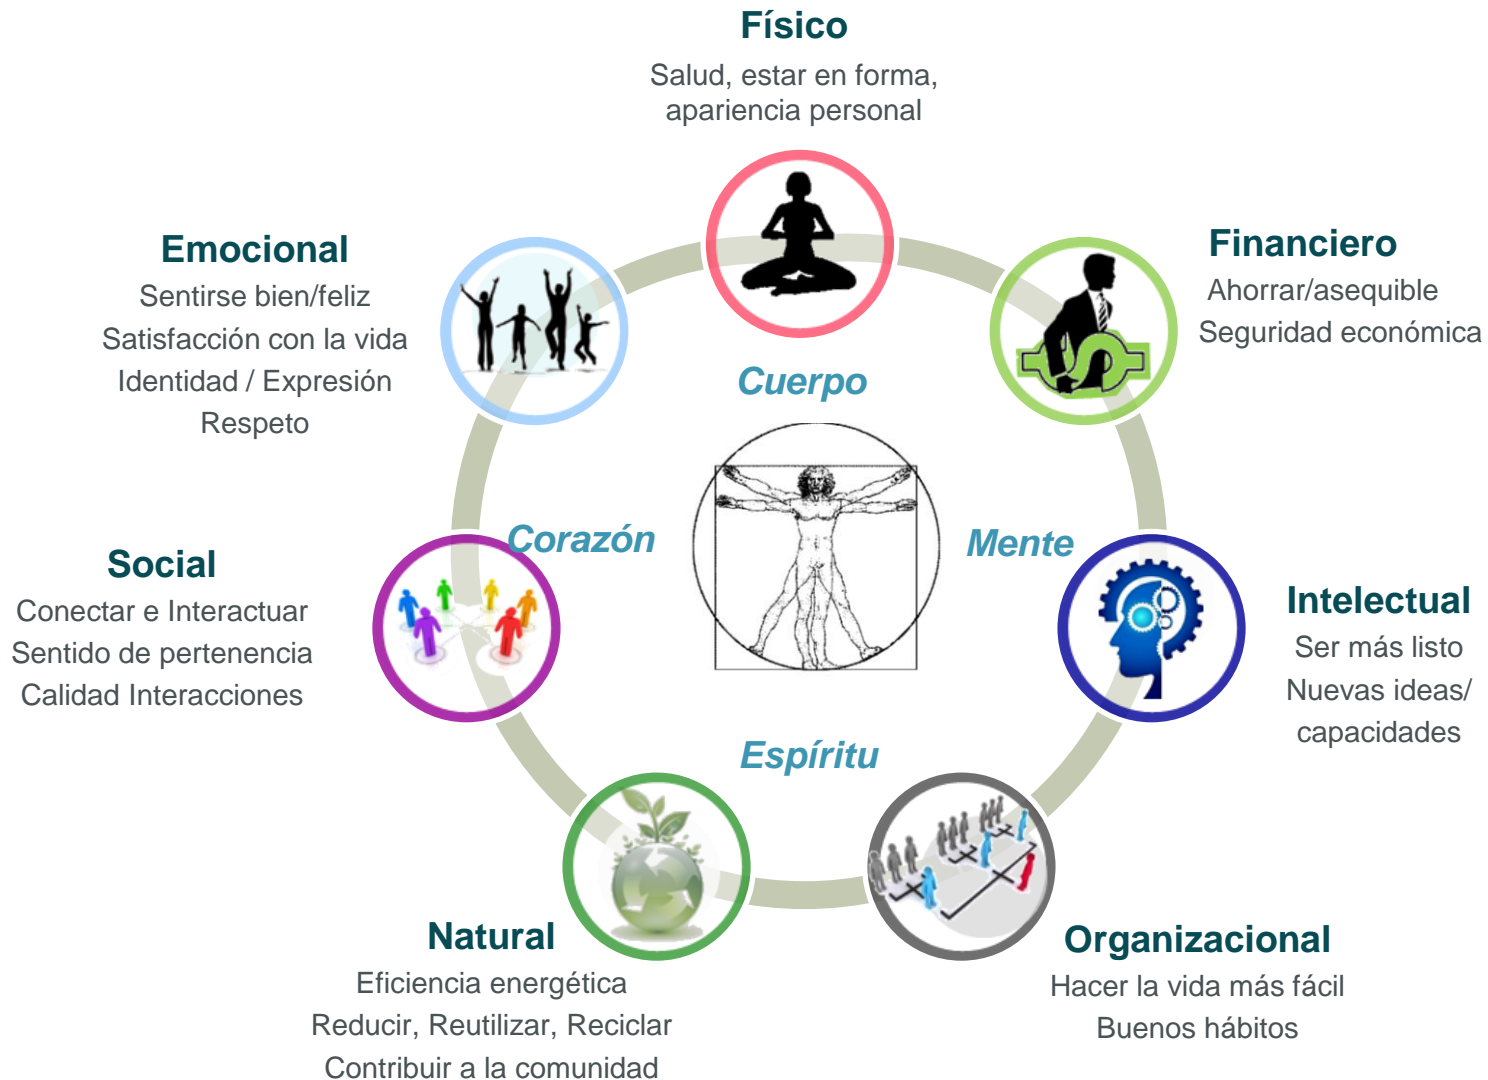 Físico
Salud, estar en forma,
apariencia personal
Financiero
Ahorrar/asequible
Seguridad económica
Emocional
Sentirse bien/feliz
Satisfacción con la vida
Identidad / Expresión
Respeto
Cuerpo
Corazón
Mente
Espíritu
Social
Conectar e Interactuar
Sentido de pertenencia
Calidad Interacciones
Intelectual
Ser más listo
Nuevas ideas/
capacidades
Natural
Eficiencia energética
Reducir, Reutilizar, Reciclar
Contribuir a la comunidad
Organizacional
Hacer la vida más fácil
Buenos hábitos